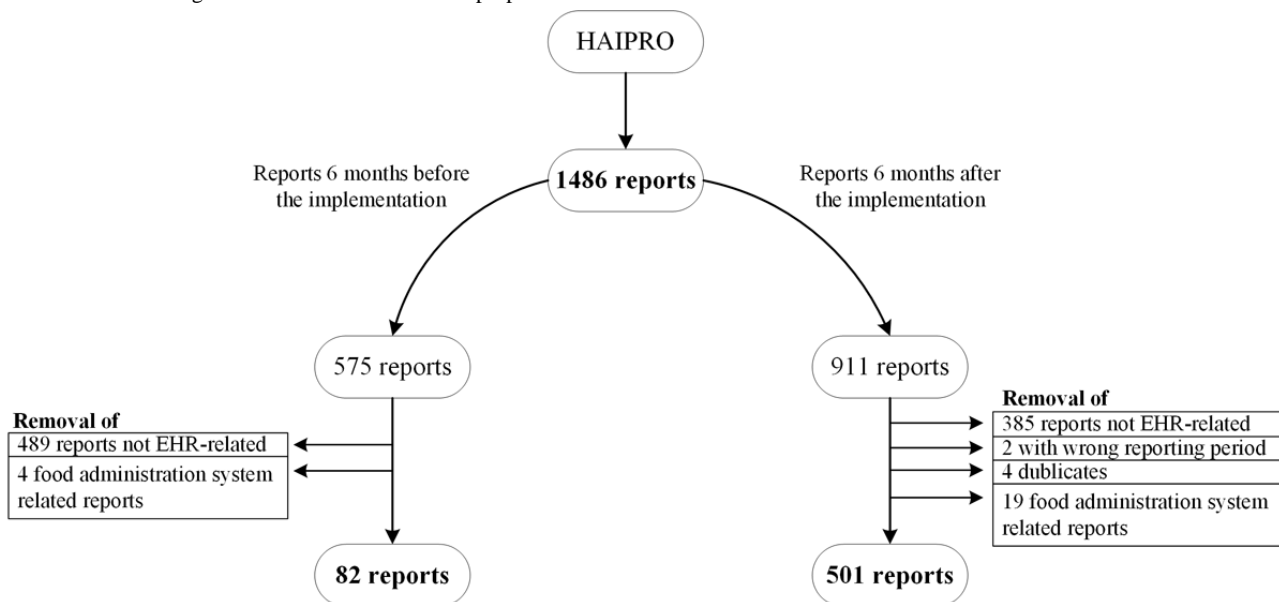 HAIPRO
1486 reports
Reports 6 months before
the implementation
Reports 6 months after
the implementation
575 reports
911 reports
Removal of
489 reports not EHR-related
4 food administration system
related reports
Removal of
385 reports not EHR-related
2 with wrong reporting period
4 dublicates
19 food administration system
related reports
82 reports
501 reports